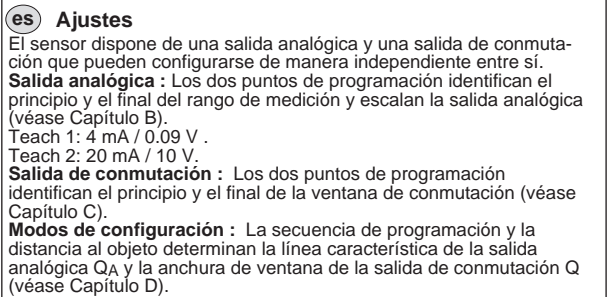 es Ajustes
El sensor dispone de una salida analógica y una salida de conmuta-
ción que pueden configurarse de manera independiente entre sí.
Salida analógica : Los dos puntos de programación identifican el
principio y el final del rango de medición y escalan la salida analógica
(véase Capítulo B).
Teach 1: 4 mA / 0.09 V .
Teach 2: 20 mA / 10 V.
Salida de conmutación : Los dos puntos de programación
identifican el principio y el final de la ventana de conmutación (véase
Capítulo C).
Modos de configuración : La secuencia de programación y la
distancia al objeto determinan la línea característica de la salida
analógica QA y la anchura de ventana de la salida de conmutación Q
(véase Capítulo D).